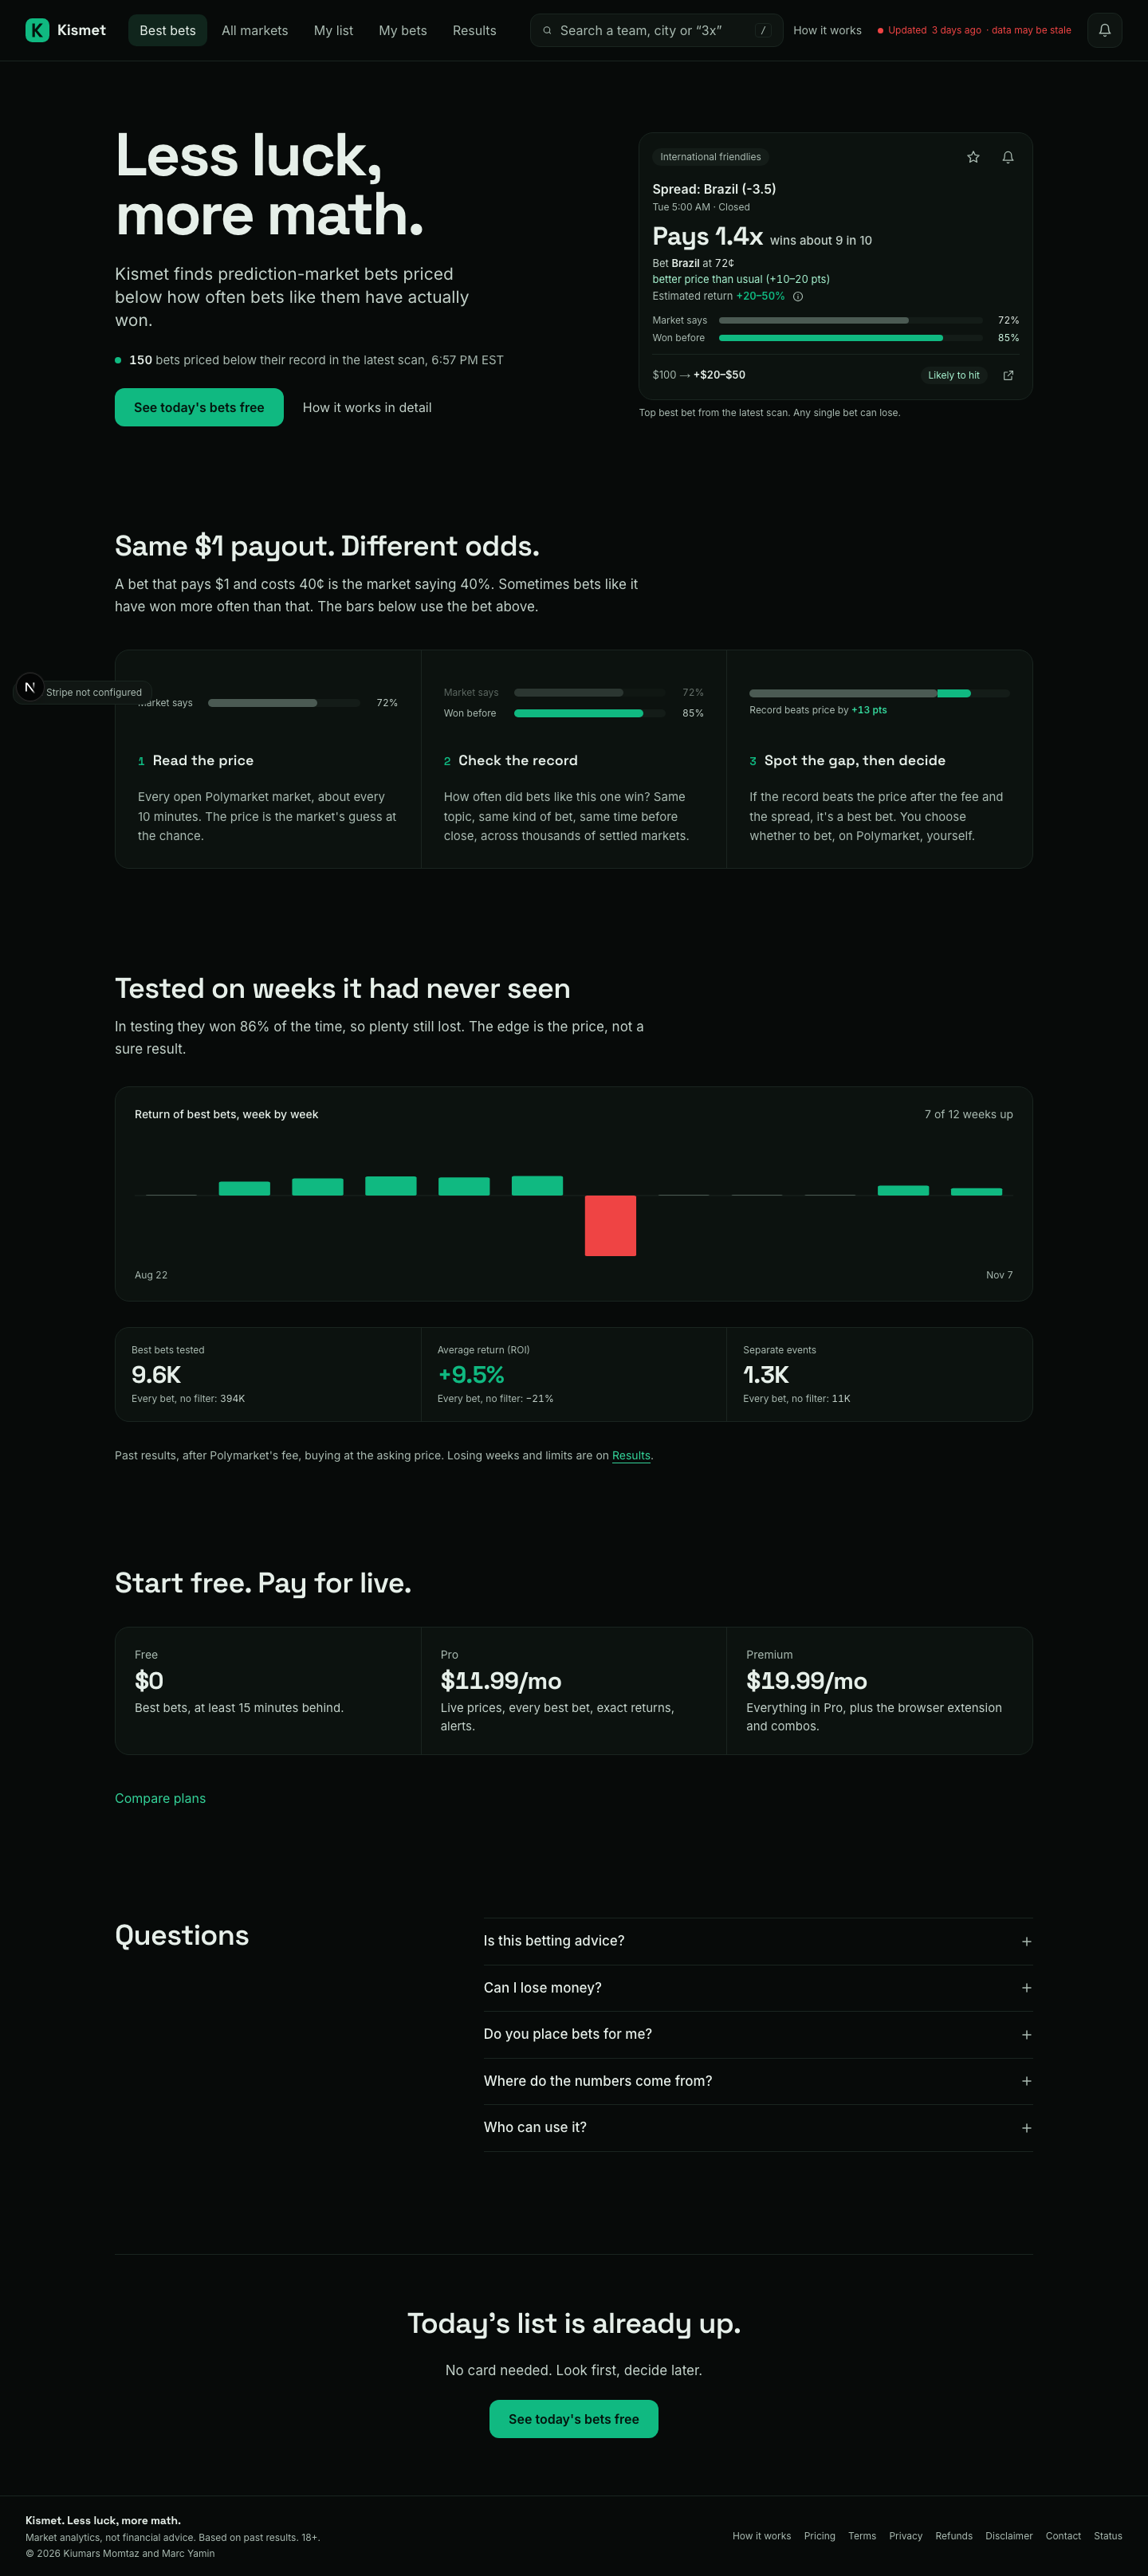 K Kismet
Best bets
All markets
My list
My bets
Results
Search a team, city or “3x”
/
How it works
Updated 3 days ago · data may be stale
Less luck,
more math.
Kismet finds prediction-market bets priced
below how often bets like them have actually
won.
150 bets priced below their record in the latest scan, 6:57 PM EST
See today's bets free
How it works in detail
International friendlies
Spread: Brazil (-3.5)
Tue 5:00 AM · Closed
Pays 1.4x wins about 9 in 10
Bet Brazil at 72¢
better price than usual (+10–20 pts)
Estimated return +20–50%
Market says 72%
Won before 85%
$100 → +$20–$50
Likely to hit
Top best bet from the latest scan. Any single bet can lose.
Same $1 payout. Different odds.
A bet that pays $1 and costs 40¢ is the market saying 40%. Sometimes bets like it
have won more often than that. The bars below use the bet above.
N
Stripe not configured
Market says 72%
1 Read the price
Every open Polymarket market, about every
10 minutes. The price is the market's guess at
the chance.
Market says 72%
Won before 85%
2 Check the record
How often did bets like this one win? Same
topic, same kind of bet, same time before
close, across thousands of settled markets.
Record beats price by +13 pts
3 Spot the gap, then decide
If the record beats the price after the fee and
the spread, it's a best bet. You choose
whether to bet, on Polymarket, yourself.
Tested on weeks it had never seen
In testing they won 86% of the time, so plenty still lost. The edge is the price, not a
sure result.
Return of best bets, week by week
7 of 12 weeks up
Aug 22
Nov 7
Best bets tested
9.6K
Every bet, no filter: 394K
Average return (ROI)
+9.5%
Every bet, no filter: −21%
Separate events
1.3K
Every bet, no filter: 11K
Past results, after Polymarket's fee, buying at the asking price. Losing weeks and limits are on Results.
Start free. Pay for live.
Free
$0
Best bets, at least 15 minutes behind.
Pro
$11.99/mo
Live prices, every best bet, exact returns,
alerts.
Premium
$19.99/mo
Everything in Pro, plus the browser extension
and combos.
Compare plans
Questions
Is this betting advice? +
Can I lose money? +
Do you place bets for me? +
Where do the numbers come from? +
Who can use it? +
Today’s list is already up.
No card needed. Look first, decide later.
See today's bets free
Kismet. Less luck, more math.
Market analytics, not financial advice. Based on past results. 18+.
© 2026 Kiumars Momtaz and Marc Yamin
How it works
Pricing
Terms
Privacy
Refunds
Disclaimer
Contact
Status